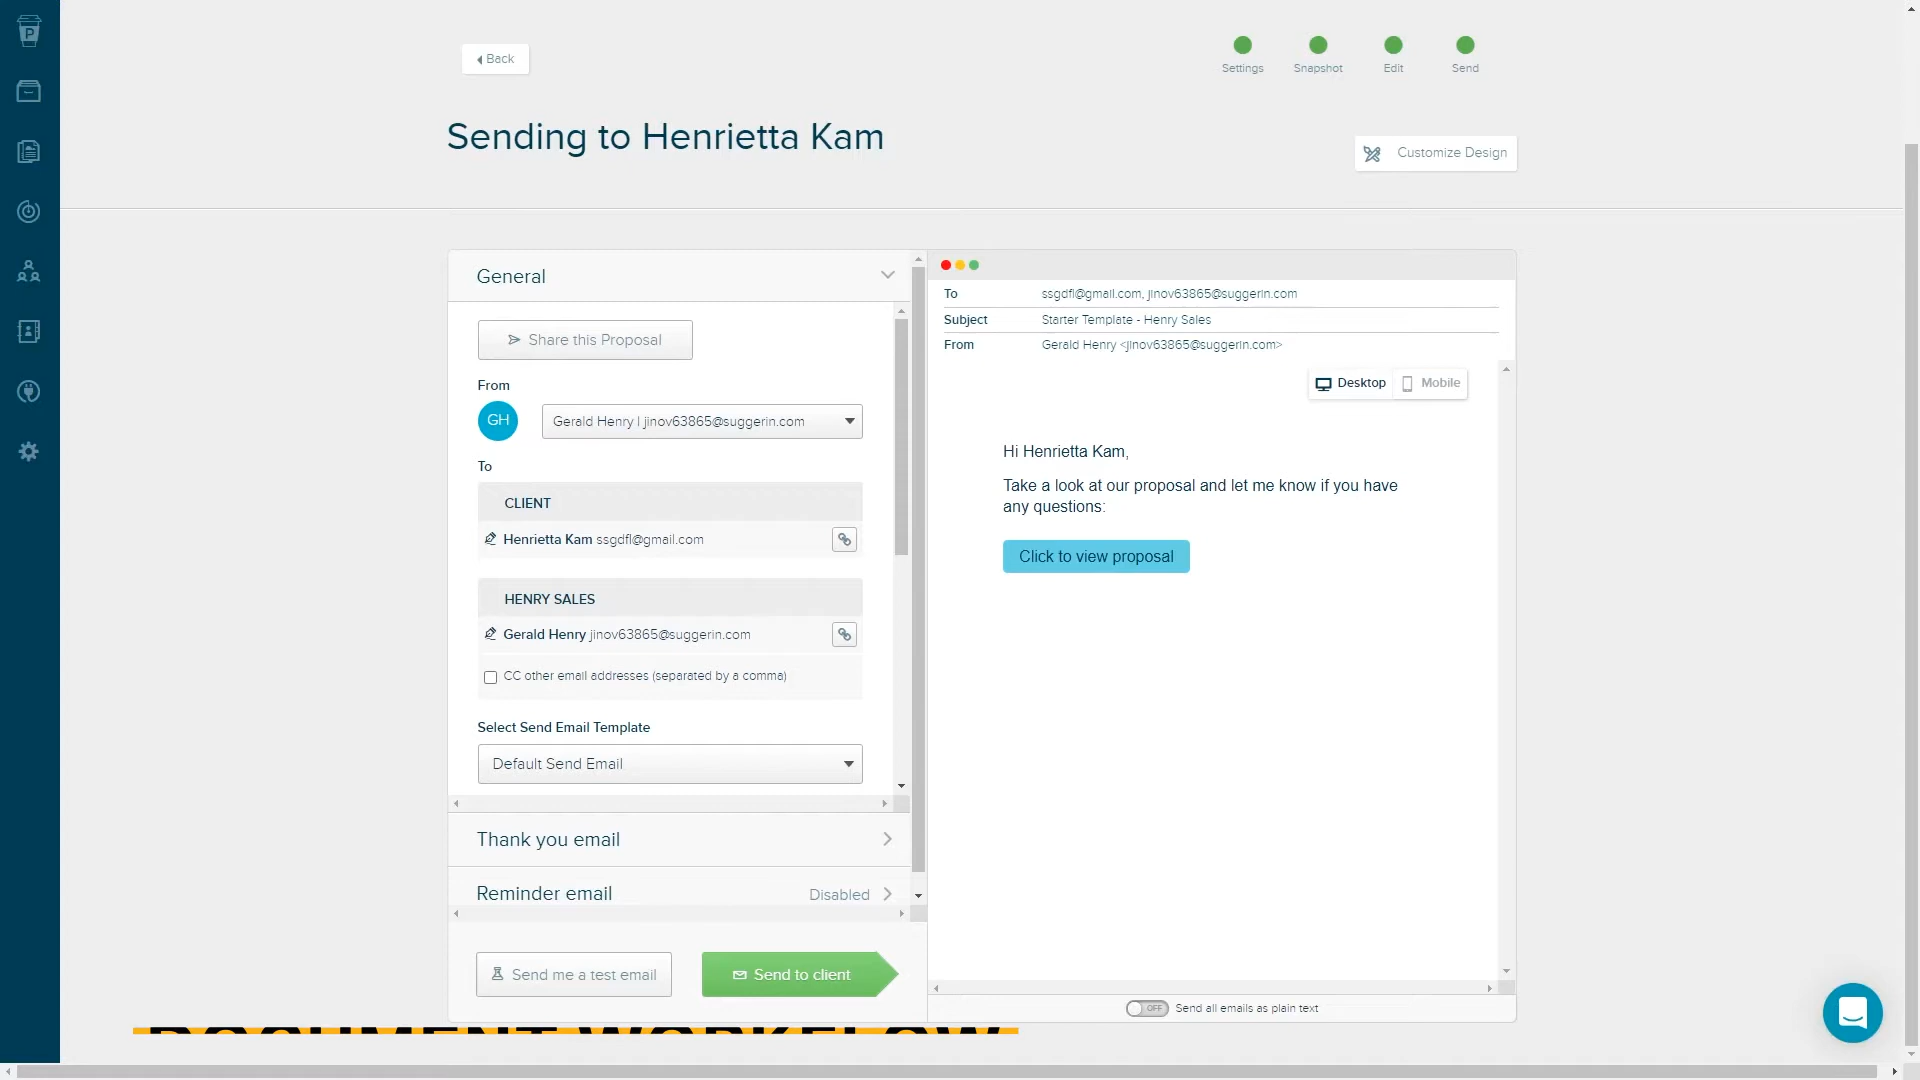 P
Back
Settings
Snapshot
Edit
Send
Sending to Henrietta Kam
Customize Design
General
Share this Proposal
From
GH
Gerald Henry | jinov63865@suggerin.com
To
CLIENT
Henrietta Kam ssgdfl@gmail.com
HENRY SALES
Gerald Henry jinov63865@suggerin.com
CC other email addresses (separated by a comma)
Select Send Email Template
Default Send Email
Thank you email
Reminder email
Disabled
Send me a test email
Send to client
To ssgdfl@gmail.com, jinov63865@suggerin.com
Subject Starter Template - Henry Sales
From Gerald Henry <jinov63865@suggerin.com>
Desktop
Mobile
Hi Henrietta Kam,
Take a look at our proposal and let me know if you have
any questions:
Click to view proposal
OFF
Send all emails as plain text
DOCUMENT WORKFLOW